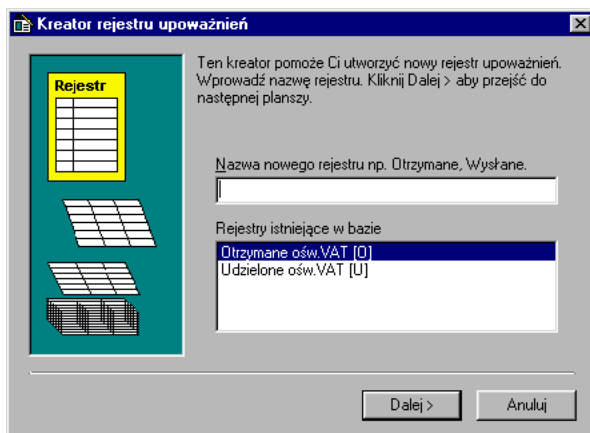 Kreator rejestru upoważnień
Rejestr
Ten kreator pomoże Ci utworzyć nowy rejestr upoważnień.
Wprowadź nazwę rejestru. Kliknij Dalej > aby przejść do
następnej planszy.
Nazwa nowego rejestru np. Otrzymane, Wysłane.
Rejestry istniejące w bazie
Otrzymane ośw.VAT [O]
Udzielone ośw.VAT [U]
Dalej >
Anuluj